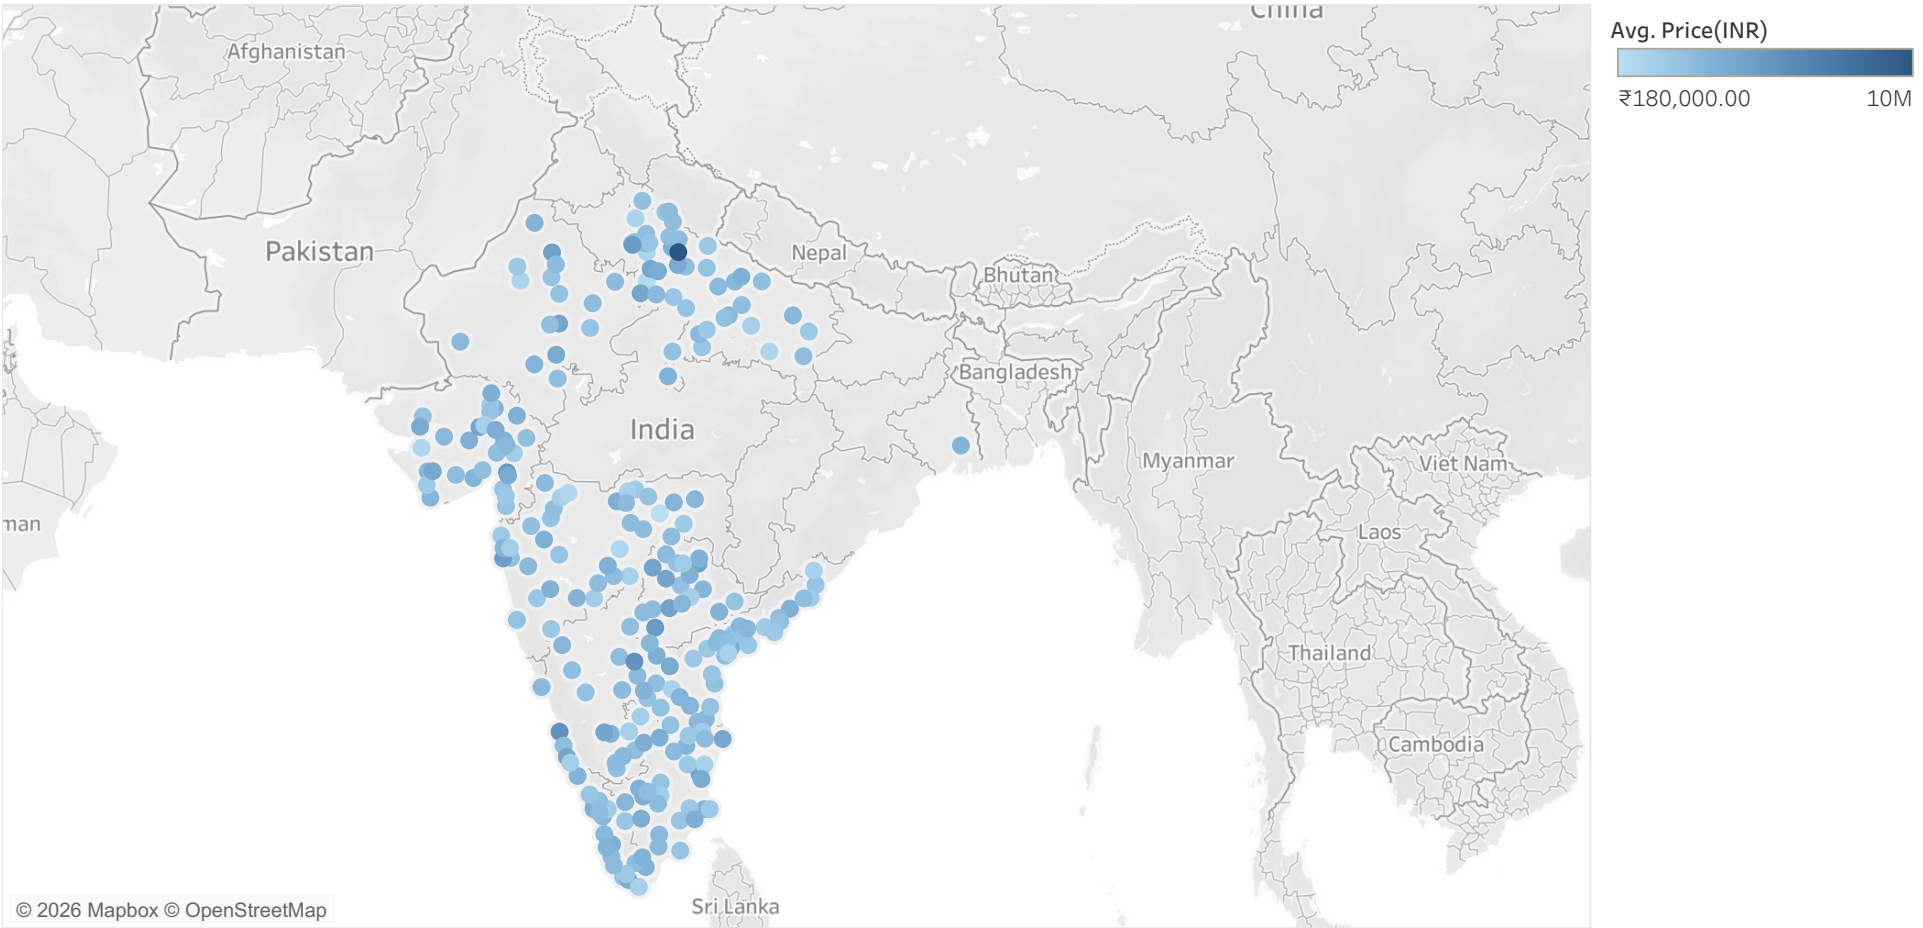 China
Afghanistan
Pakistan
Nepal
Bhutan
Bangladesh
India
Myanmar
Viet Nam
man
Laos
Thailand
Cambodia
Sri Lanka
© 2026 Mapbox © OpenStreetMap
Avg. Price(INR)
₹180,000.00 10M